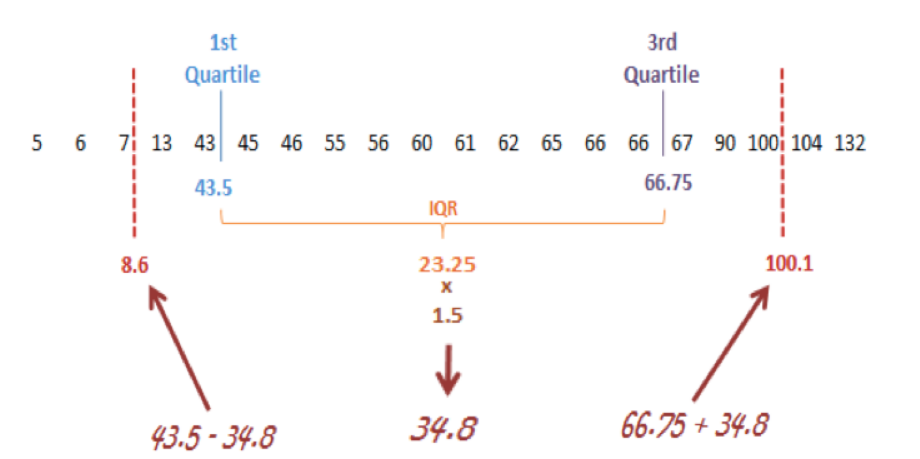 1st
Quartile
3rd
Quartile
5 6 7 13 43 45 46 55 56 60 61 62 65 66 66 67 90 100 104 132
43.5
66.75
IQR
8.6
23.25
100.1
x
1.5
43.5 - 34.8
34.8
66.75 + 34.8